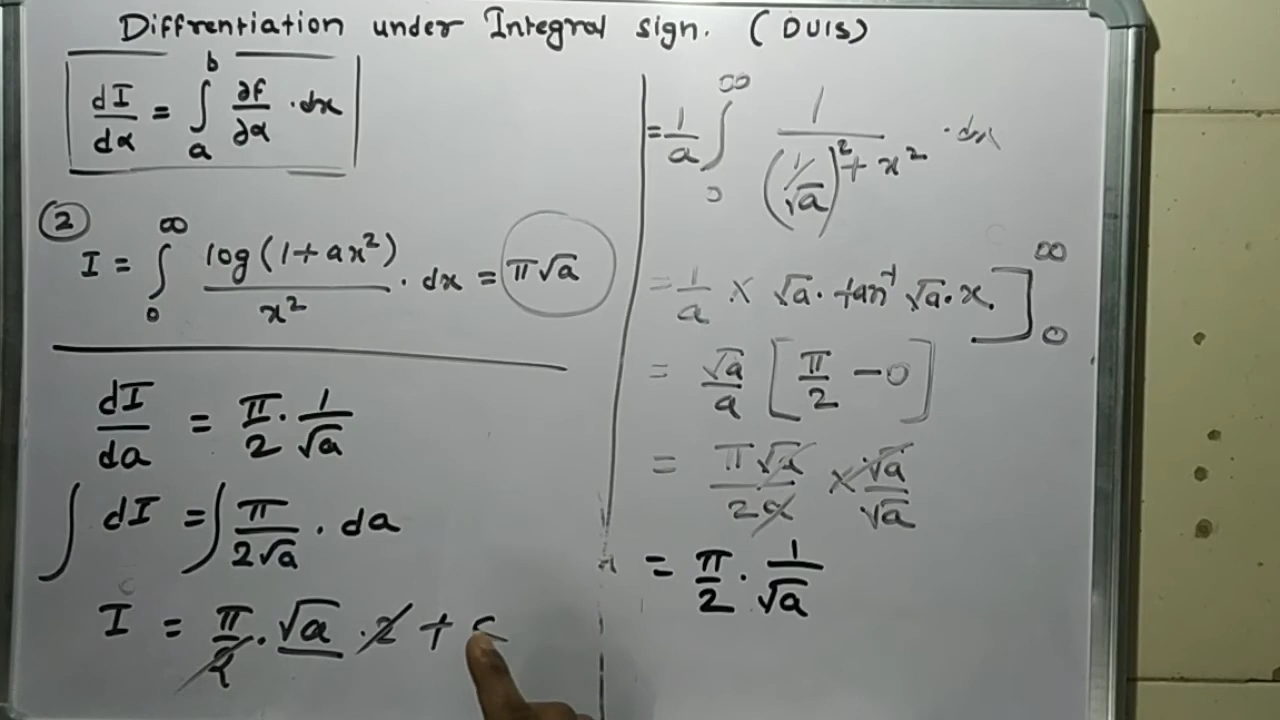 Diffrentiation under Integral sign. (DUIS)
dI/dα = ∫_a^b ∂f/∂α · dx
② I = ∫_0^∞ log(1+ax²)/x² · dx = π√a
dI/da = π/2 · 1/√a
∫ dI = ∫ π/(2√a) · da
I = π/2 · √a · 2 + c
= 1/a ∫_0^∞ 1/((1/√a)² + x²) · dx
= 1/a × √a · tan⁻¹ √a · x ]_0^∞
= √a/a [π/2 - 0]
= π√a/2a × √a/√a
= π/2 · 1/√a